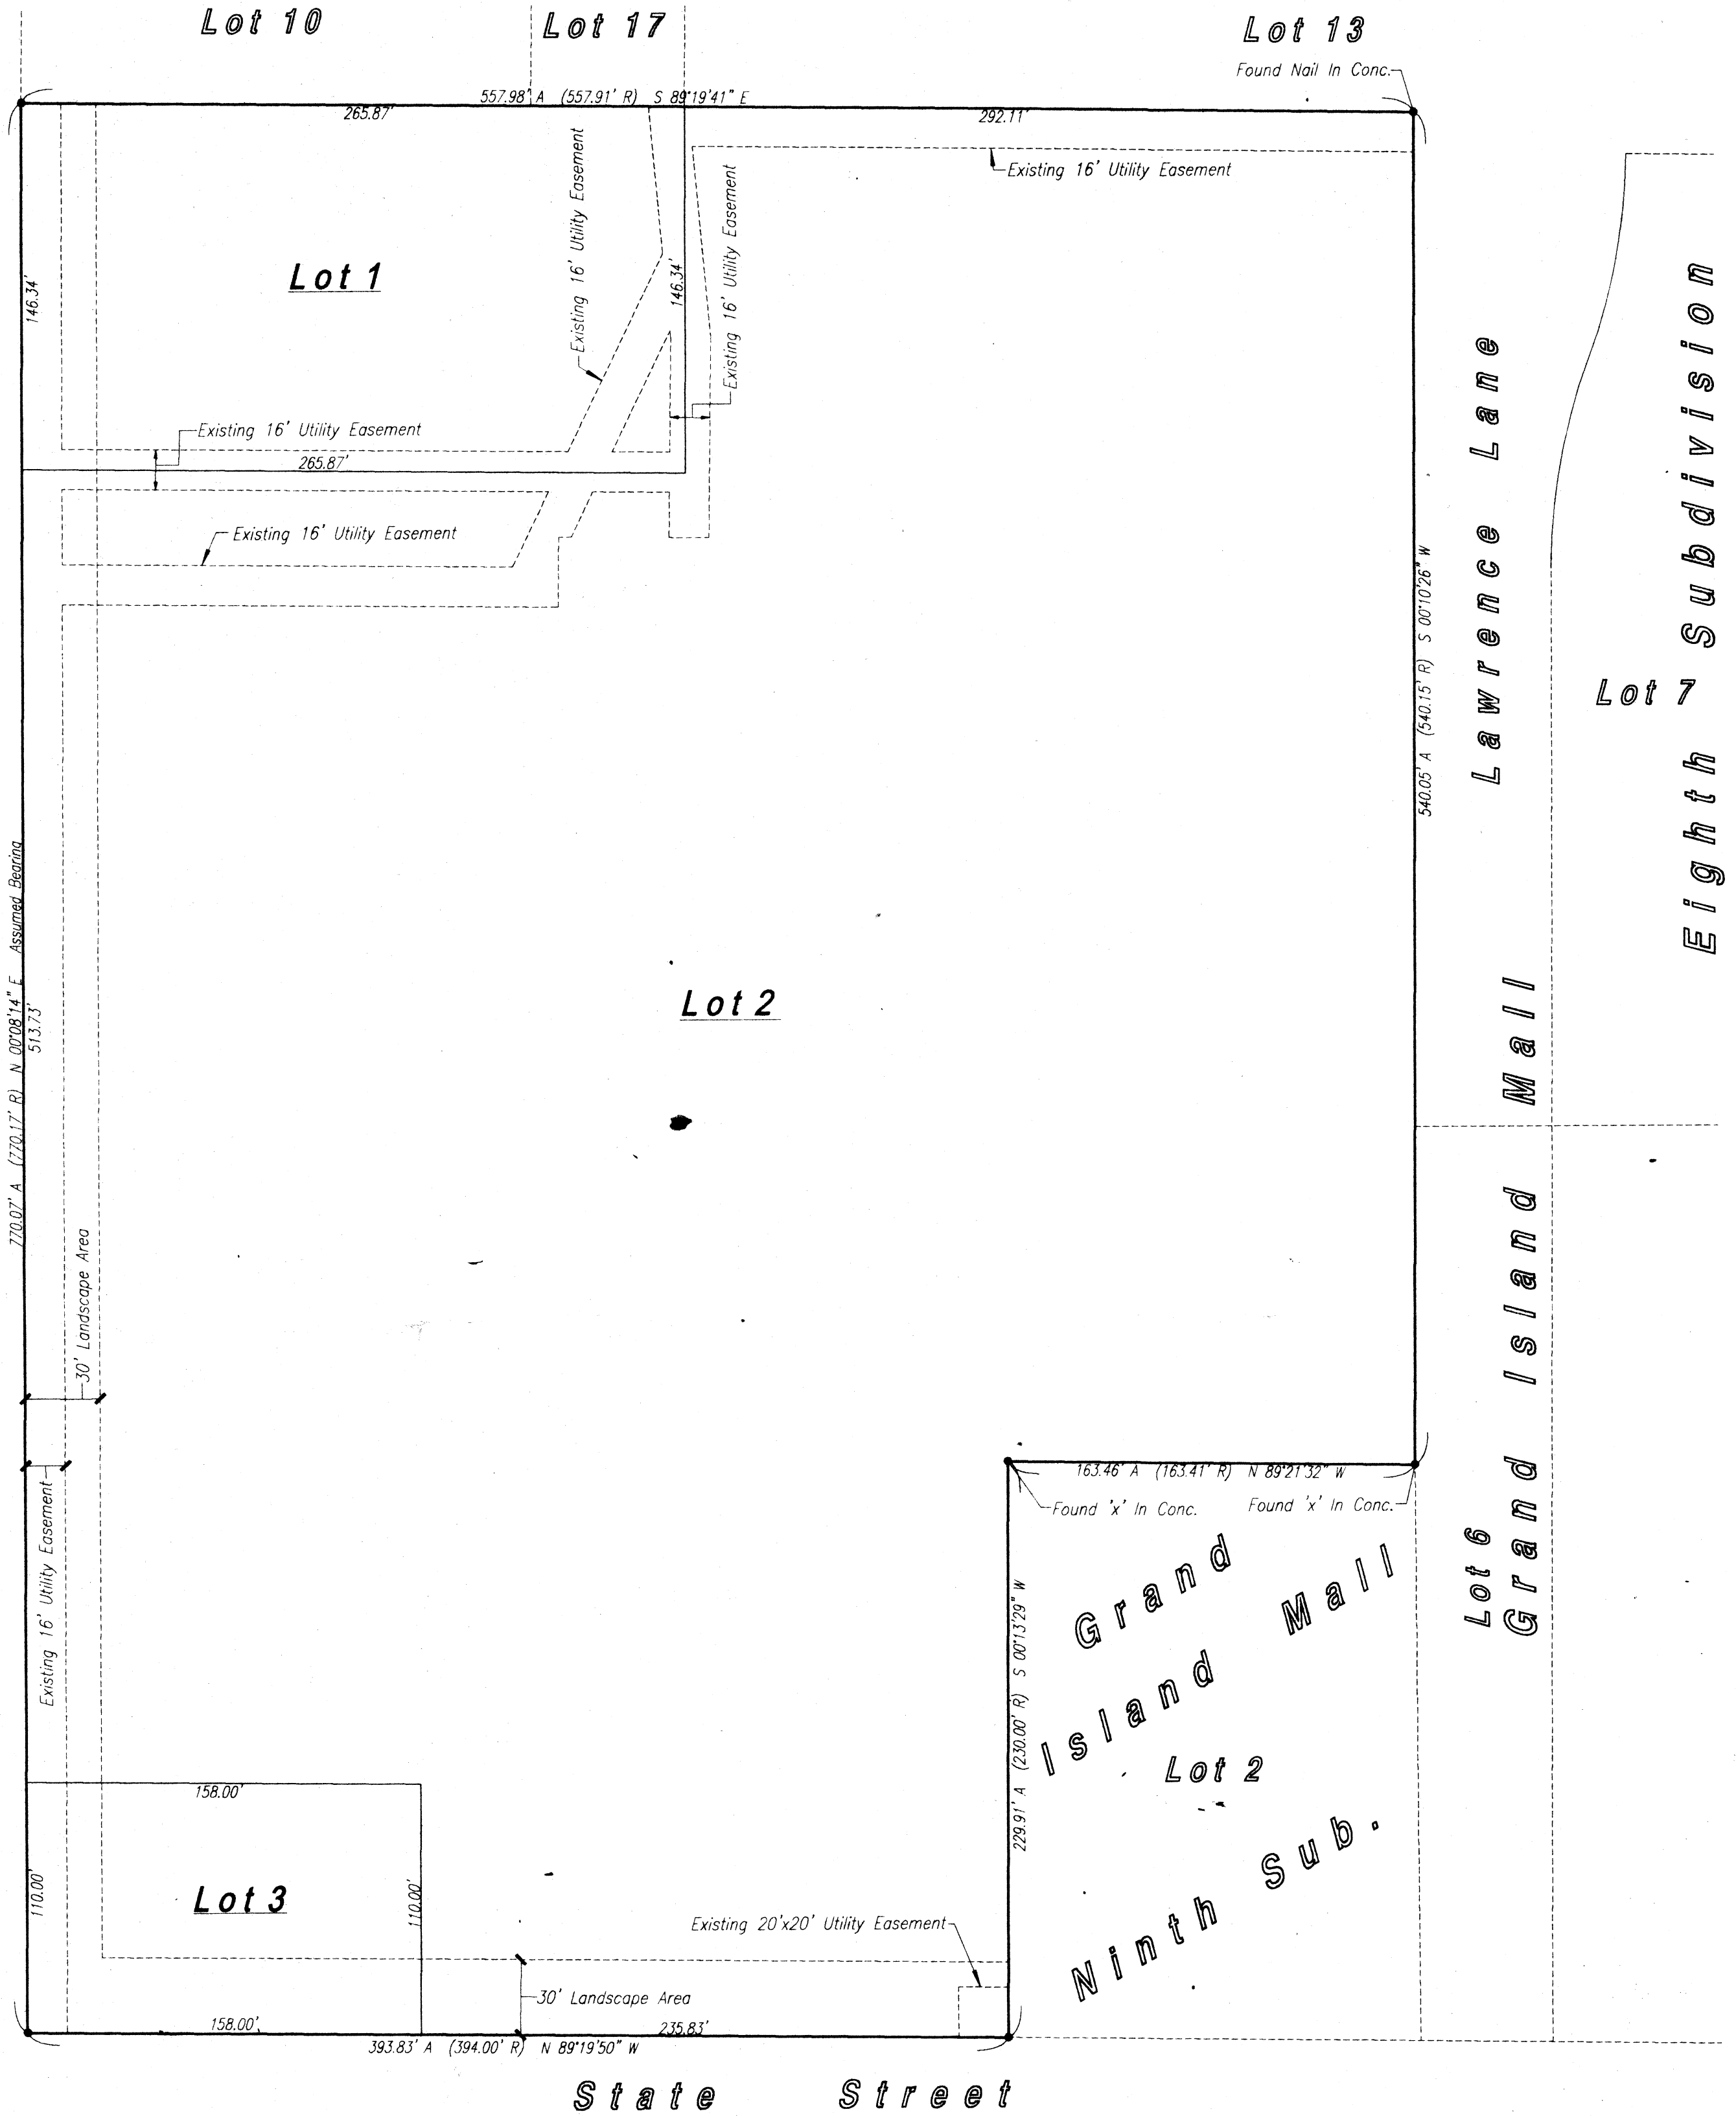 Lot 10
Lot 17
Lot 13
Found Nail In Conc.
557.98' A (557.91' R) S 89°19'41" E
265.87'
292.11'
Existing 16' Utility Easement
Existing 16' Utility Easement
Existing 16' Utility Easement
Lot 1
146.34'
146.34'
Existing 16' Utility Easement
265.87'
Existing 16' Utility Easement
540.05' A (540.15' R) S 00°10'26" W
Lawrence Lane
Lot 7
Eighth Subdivision
770.07' A (770.17' R) N 00°08'14" E Assumed Bearing
513.73'
Lot 2
Grand Island Mall
30' Landscape Area
Existing 16' Utility Easement
163.46' A (163.41' R) N 89°21'32" W
Found 'x' In Conc.
Found 'x' In Conc.
Lot 6
229.91' A (230.00' R) S 00°13'29" W
Grand
Island Mall
Lot 2
Ninth Sub.
158.00'
110.00'
Lot 3
110.00'
Existing 20'x20' Utility Easement
30' Landscape Area
158.00'
235.83'
393.83' A (394.00' R) N 89°19'50" W
State Street